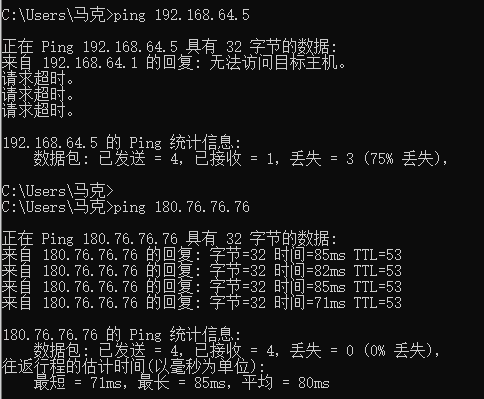 C:\Users\马克>ping 192.168.64.5
正在 Ping 192.168.64.5 具有 32 字节的数据:
来自 192.168.64.1 的回复: 无法访问目标主机。
请求超时。
请求超时。
请求超时。
192.168.64.5 的 Ping 统计信息:
数据包: 已发送 = 4, 已接收 = 1, 丢失 = 3 (75% 丢失),
C:\Users\马克>
C:\Users\马克>ping 180.76.76.76
正在 Ping 180.76.76.76 具有 32 字节的数据:
来自 180.76.76.76 的回复: 字节=32 时间=85ms TTL=53
来自 180.76.76.76 的回复: 字节=32 时间=82ms TTL=53
来自 180.76.76.76 的回复: 字节=32 时间=85ms TTL=53
来自 180.76.76.76 的回复: 字节=32 时间=71ms TTL=53
180.76.76.76 的 Ping 统计信息:
数据包: 已发送 = 4, 已接收 = 4, 丢失 = 0 (0% 丢失),
往返行程的估计时间(以毫秒为单位):
最短 = 71ms, 最长 = 85ms, 平均 = 80ms